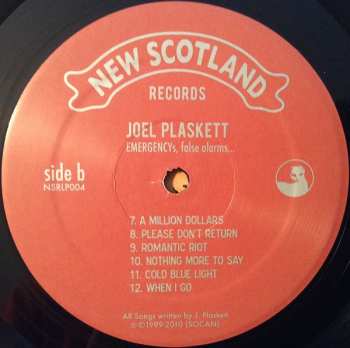 NEW SCOTLAND
RECORDS
JOEL PLASKETT
EMERGENCYs, false alarms...
side b
NSRLP004
7. A MILLION DOLLARS
8. PLEASE DON'T RETURN
9. ROMANTIC RIOT
10. NOTHING MORE TO SAY
11. COLD BLUE LIGHT
12. WHEN I GO
All Songs written by J. Plaskett
℗©1999-2010 (SOCAN)